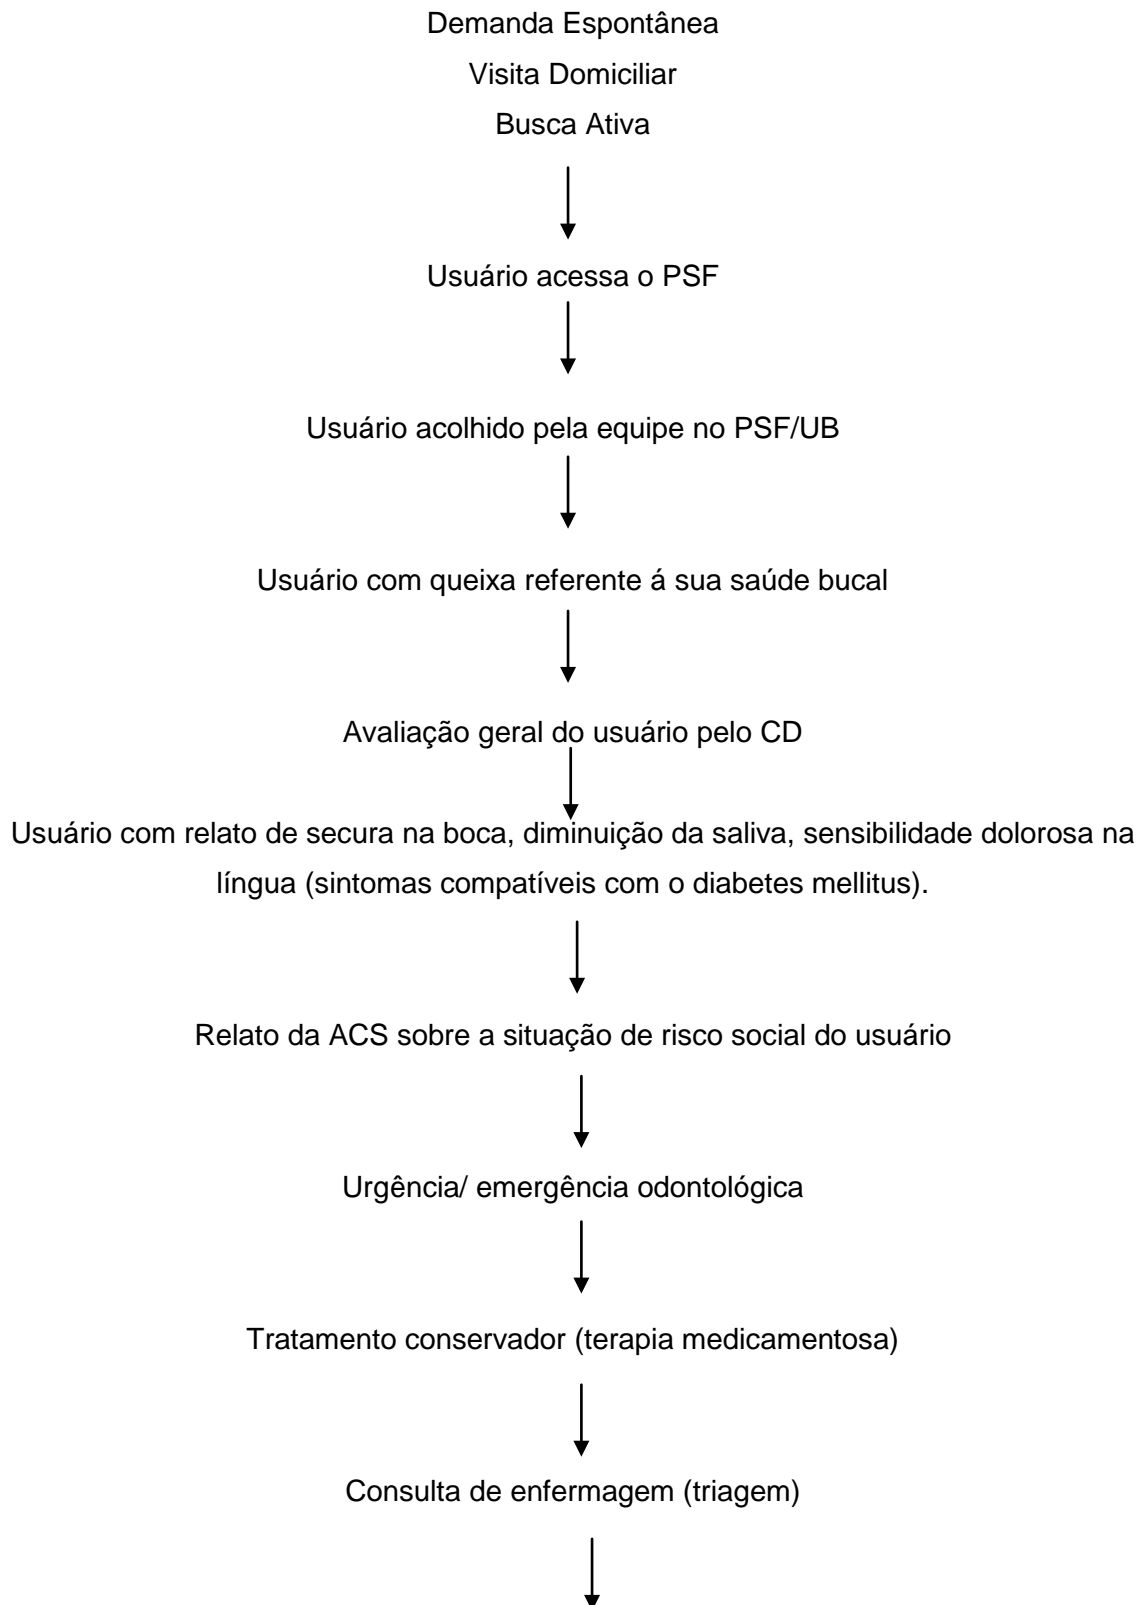 Demanda Espontânea
Visita Domiciliar
Busca Ativa
Usuário acessa o PSF
Usuário acolhido pela equipe no PSF/UB
Usuário com queixa referente á sua saúde bucal
Avaliação geral do usuário pelo CD
Usuário com relato de secura na boca, diminuição da saliva, sensibilidade dolorosa na
língua (sintomas compatíveis com o diabetes mellitus).
Relato da ACS sobre a situação de risco social do usuário
Urgência/ emergência odontológica
Tratamento conservador (terapia medicamentosa)
Consulta de enfermagem (triagem)